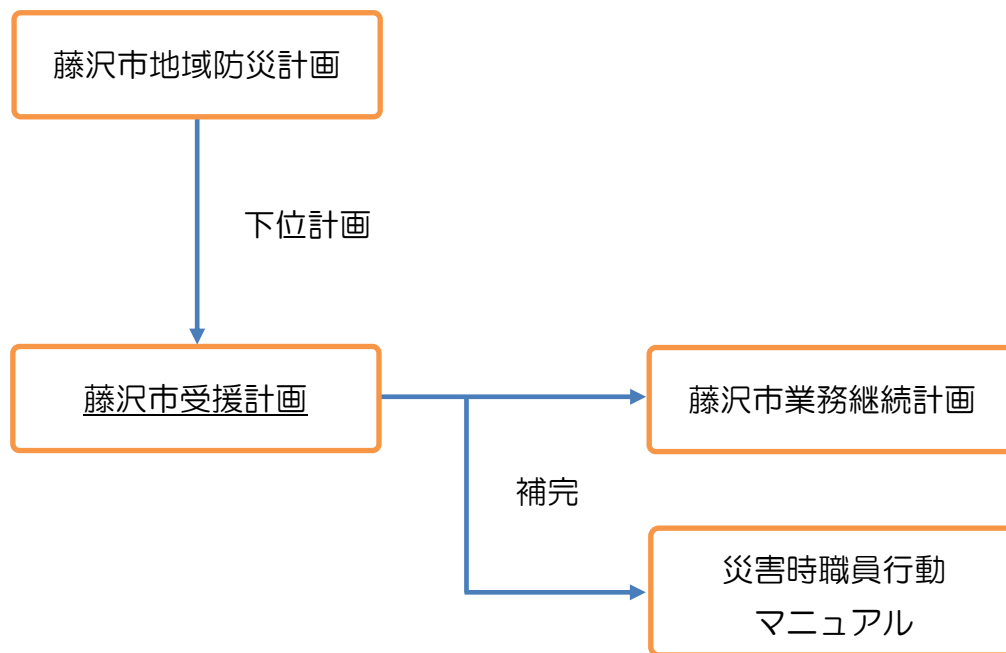 藤沢市地域防災計画
下位計画
藤沢市受援計画
藤沢市業務継続計画
補完
災害時職員行動
マニュアル